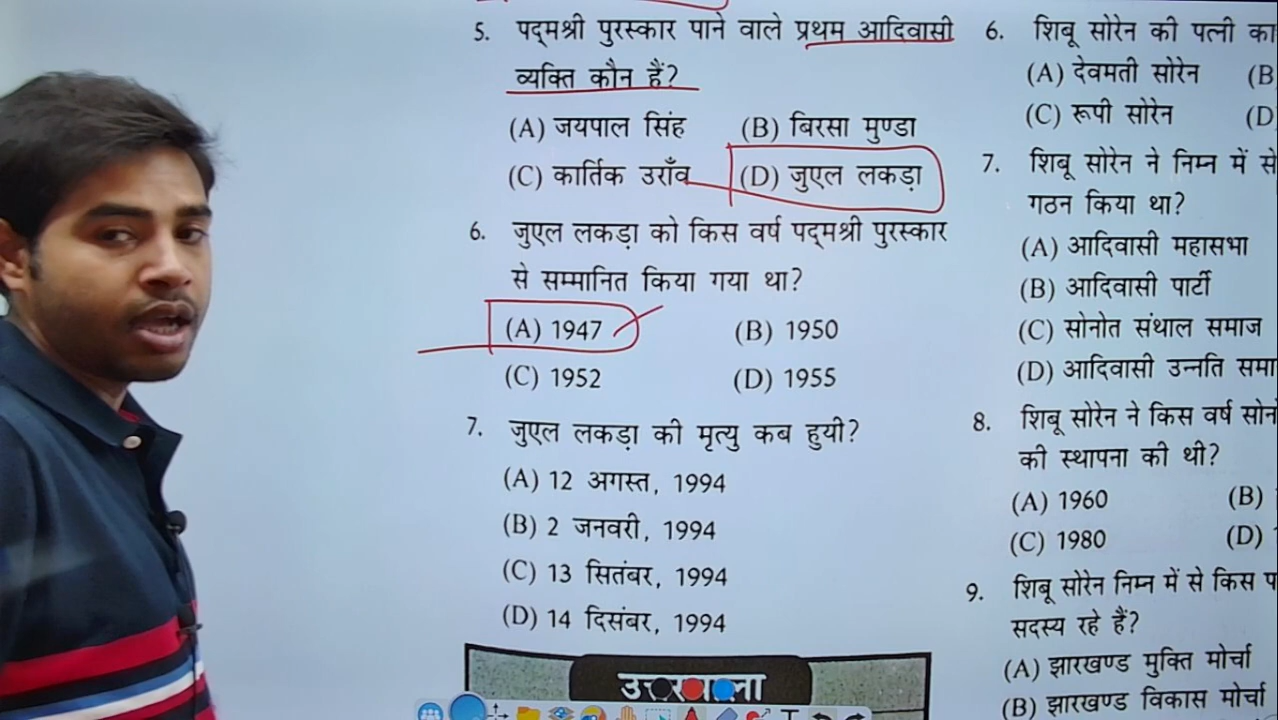 5. पद्मश्री पुरस्कार पाने वाले प्रथम आदिवासी
व्यक्ति कौन हैं?
(A) जयपाल सिंह (B) बिरसा मुण्डा
(C) कार्तिक उराँव (D) जुएल लकड़ा
6. जुएल लकड़ा को किस वर्ष पद्मश्री पुरस्कार
से सम्मानित किया गया था?
(A) 1947 (B) 1950
(C) 1952 (D) 1955
7. जुएल लकड़ा की मृत्यु कब हुयी?
(A) 12 अगस्त, 1994
(B) 2 जनवरी, 1994
(C) 13 सितंबर, 1994
(D) 14 दिसंबर, 1994
6. शिबू सोरेन की पत्नी का
(A) देवमती सोरेन (B
(C) रूपी सोरेन (D
7. शिबू सोरेन ने निम्न में से
गठन किया था?
(A) आदिवासी महासभा
(B) आदिवासी पार्टी
(C) सोनोत संथाल समाज
(D) आदिवासी उन्नति समा
8. शिबू सोरेन ने किस वर्ष सोन
की स्थापना की थी?
(A) 1960 (B)
(C) 1980 (D)
9. शिबू सोरेन निम्न में से किस प
सदस्य रहे हैं?
(A) झारखण्ड मुक्ति मोर्चा
(B) झारखण्ड विकास मोर्चा